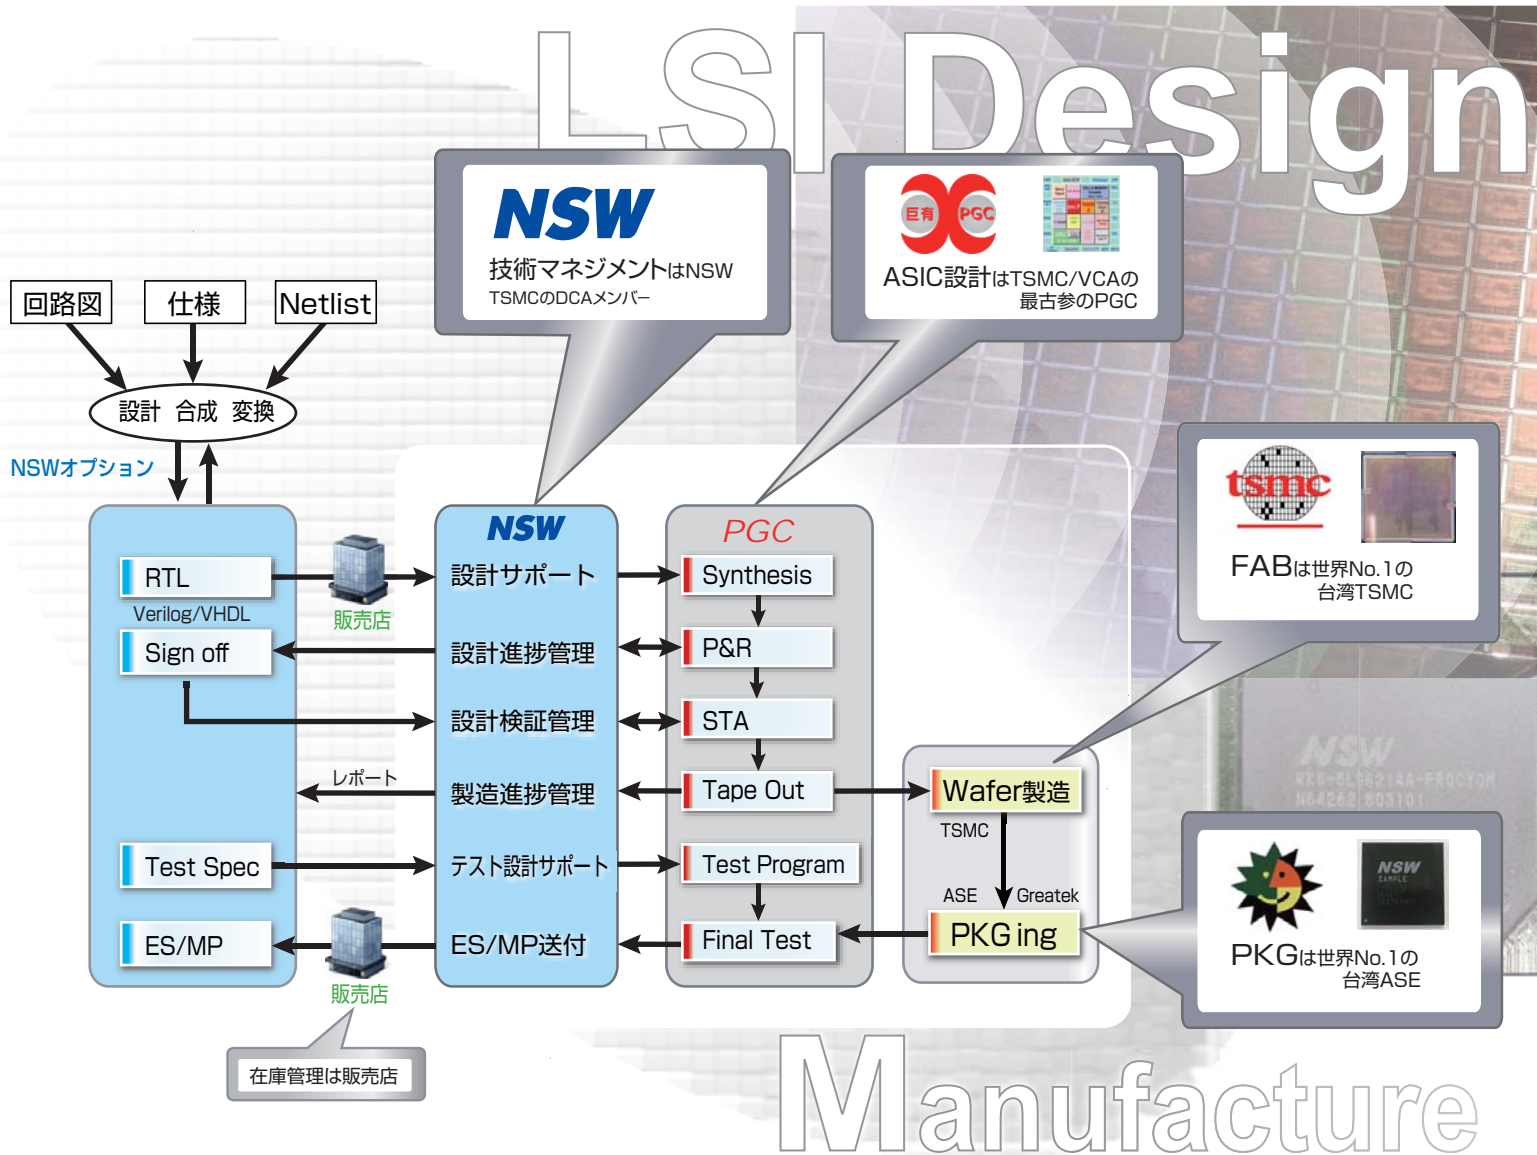 LSI Design
NSW
技術マネジメントはNSW
TSMCのDCAメンバー
巨有
PGC
ASIC設計はTSMC/VCAの
最古参のPGC
回路図
仕様
Netlist
設計 合成 変換
NSWオプション
tsmc
FABは世界No.1の
台湾TSMC
NSW
PGC
RTL
Verilog/VHDL
販売店
設計サポート
Synthesis
Sign off
設計進捗管理
P&R
設計検証管理
STA
レポート
製造進捗管理
Tape Out
Wafer製造
TSMC
Test Spec
テスト設計サポート
Test Program
ASE
Greatek
ES/MP
ES/MP送付
Final Test
PKGing
販売店
在庫管理は販売店
NSW
NSW
SAMPLE
PKGは世界No.1の
台湾ASE
Manufacture